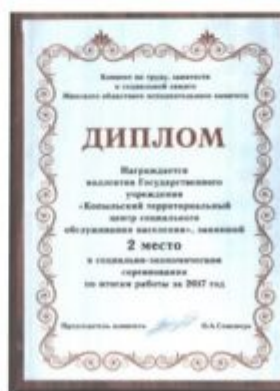 Комитет по труду, занятости
и социальной защите
Минского областного исполнительного комитета
ДИПЛОМ
Награждается
коллектив Государственного
учреждения
«Копыльский территориальный
центр социального
обслуживания населения», занявший
2 место
в социально-экономическом
соревновании
по итогам работы за 2017 год
Председатель комитета